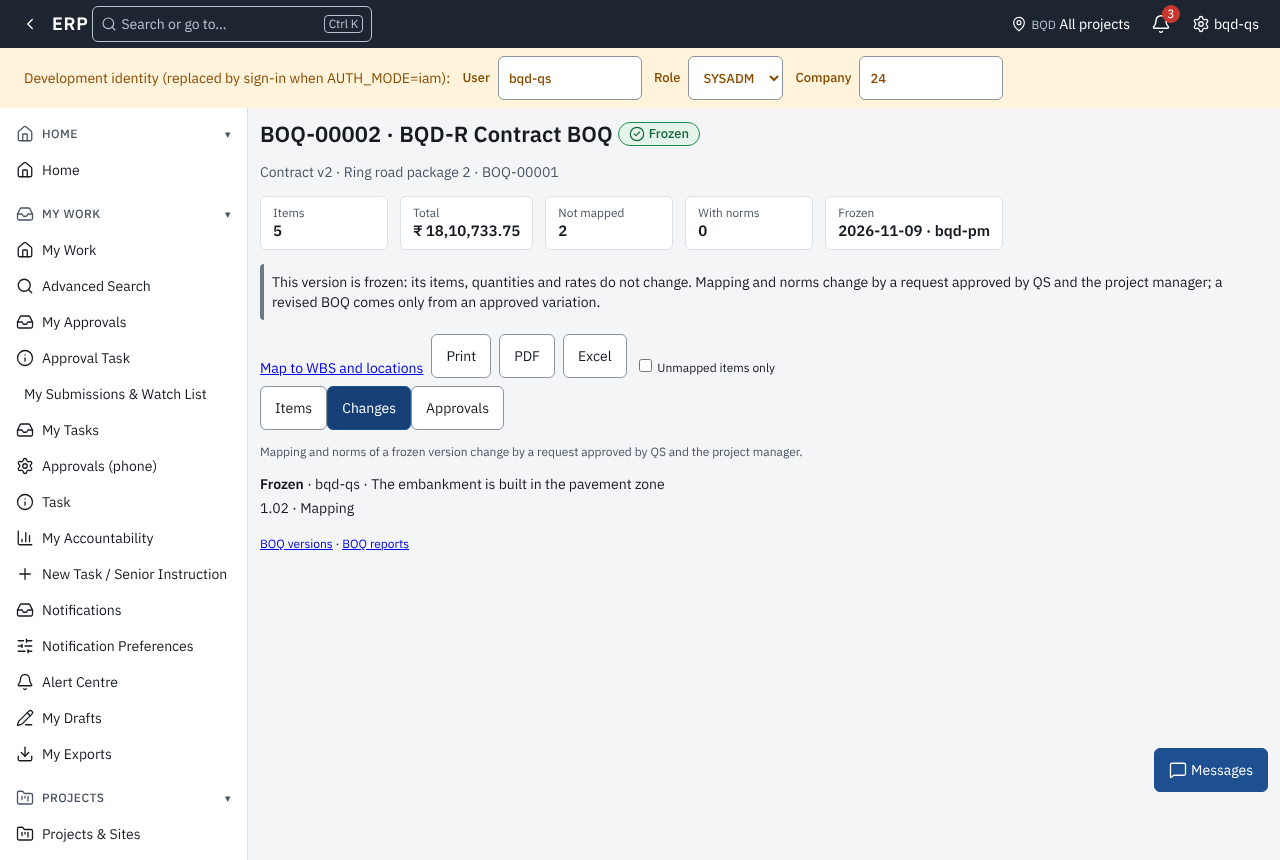 ERP
Search or go to...
Ctrl K
BQD All projects
3
bqd-qs
Development identity (replaced by sign-in when AUTH_MODE=iam):
User
bqd-qs
Role
SYSADM
Company
24
HOME
Home
MY WORK
My Work
Advanced Search
My Approvals
Approval Task
My Submissions & Watch List
My Tasks
Approvals (phone)
Task
My Accountability
New Task / Senior Instruction
Notifications
Notification Preferences
Alert Centre
My Drafts
My Exports
PROJECTS
Projects & Sites
BOQ-00002 · BQD-R Contract BOQ
Frozen
Contract v2 · Ring road package 2 · BOQ-00001
Items
5
Total
₹ 18,10,733.75
Not mapped
2
With norms
0
Frozen
2026-11-09 · bqd-pm
This version is frozen: its items, quantities and rates do not change. Mapping and norms change by a request approved by QS and the project manager; a
revised BOQ comes only from an approved variation.
Map to WBS and locations
Print
PDF
Excel
Unmapped items only
Items
Changes
Approvals
Mapping and norms of a frozen version change by a request approved by QS and the project manager.
Frozen · bqd-qs · The embankment is built in the pavement zone
1.02 · Mapping
BOQ versions · BOQ reports
Messages